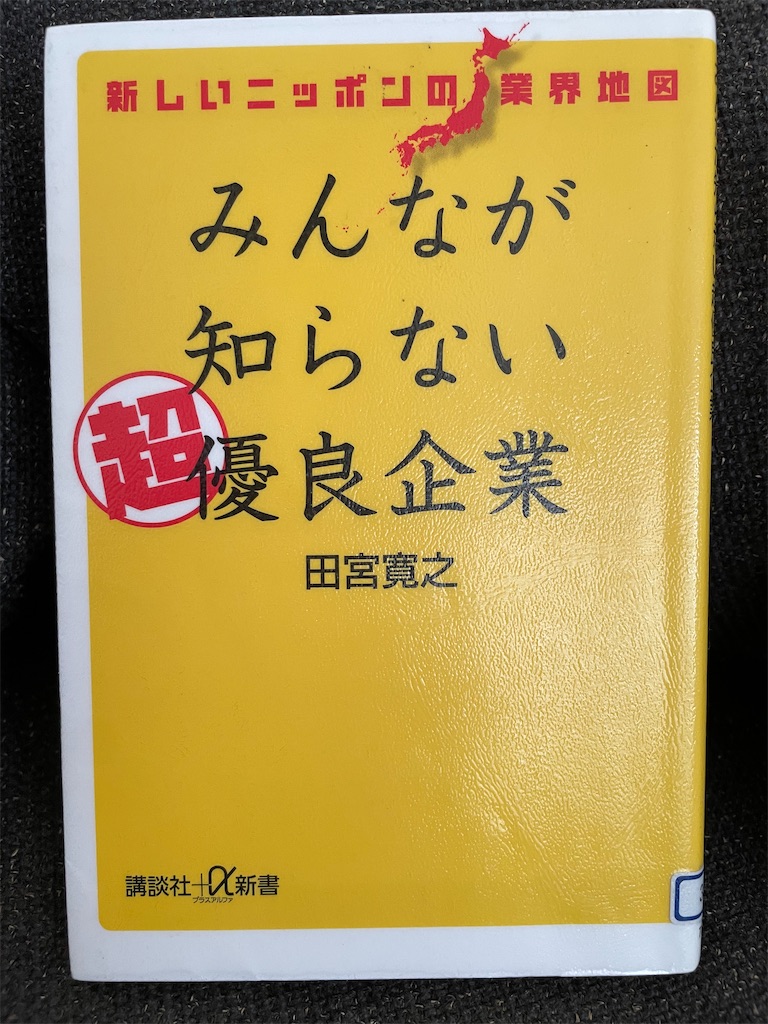 新しいニッポンの業界地図
みんなが
知らない
超優良企業
田宮寛之
講談社+α新書
プラスアルファ